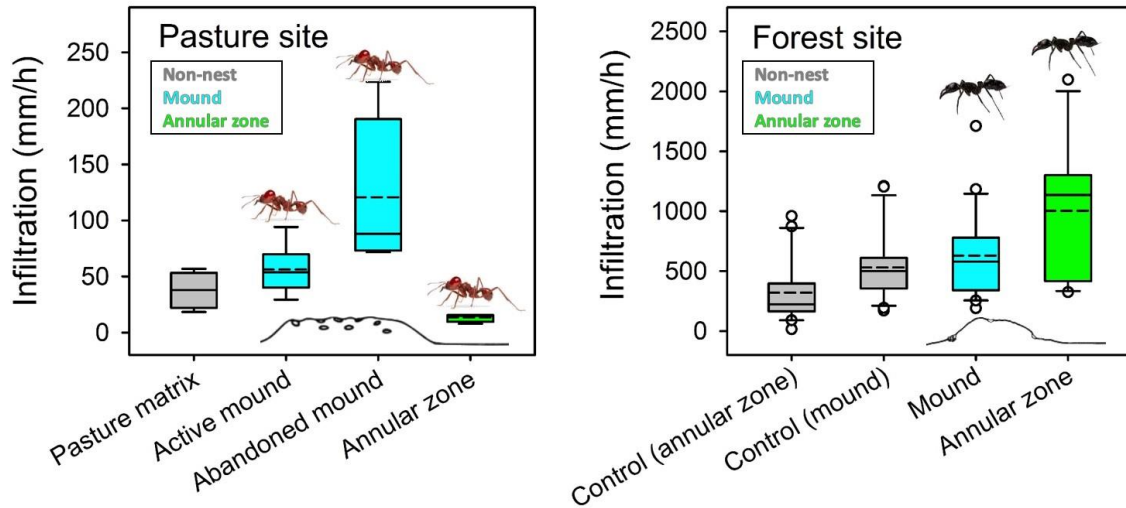 Pasture site
Non-nest
Mound
Annular zone
Infiltration (mm/h)
250
200
150
100
50
0
Pasture matrix
Active mound
Abandoned mound
Annular zone
Forest site
Non-nest
Mound
Annular zone
Infiltration (mm/h)
2500
2000
1500
1000
500
0
Control (annular zone)
Control (mound)
Mound
Annular zone